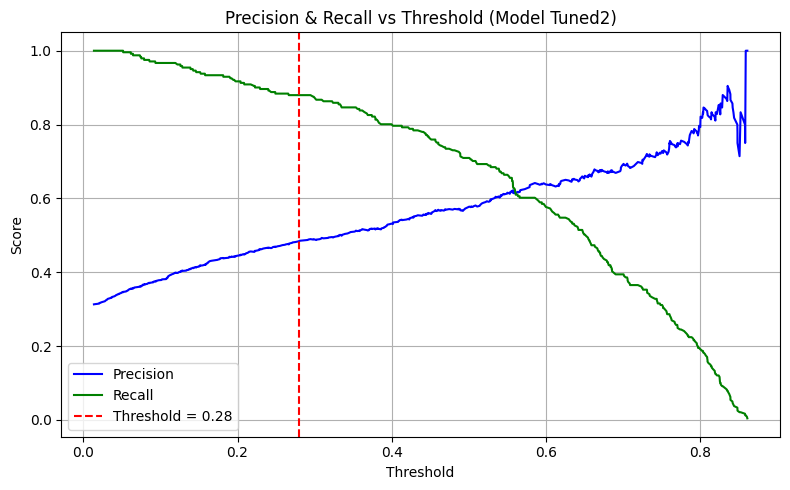 Precision & Recall vs Threshold (Model Tuned2)
1.0
0.8
0.6
0.4
0.2
0.0
Score
Precision
Recall
Threshold = 0.28
0.0 0.2 0.4 0.6 0.8
Threshold